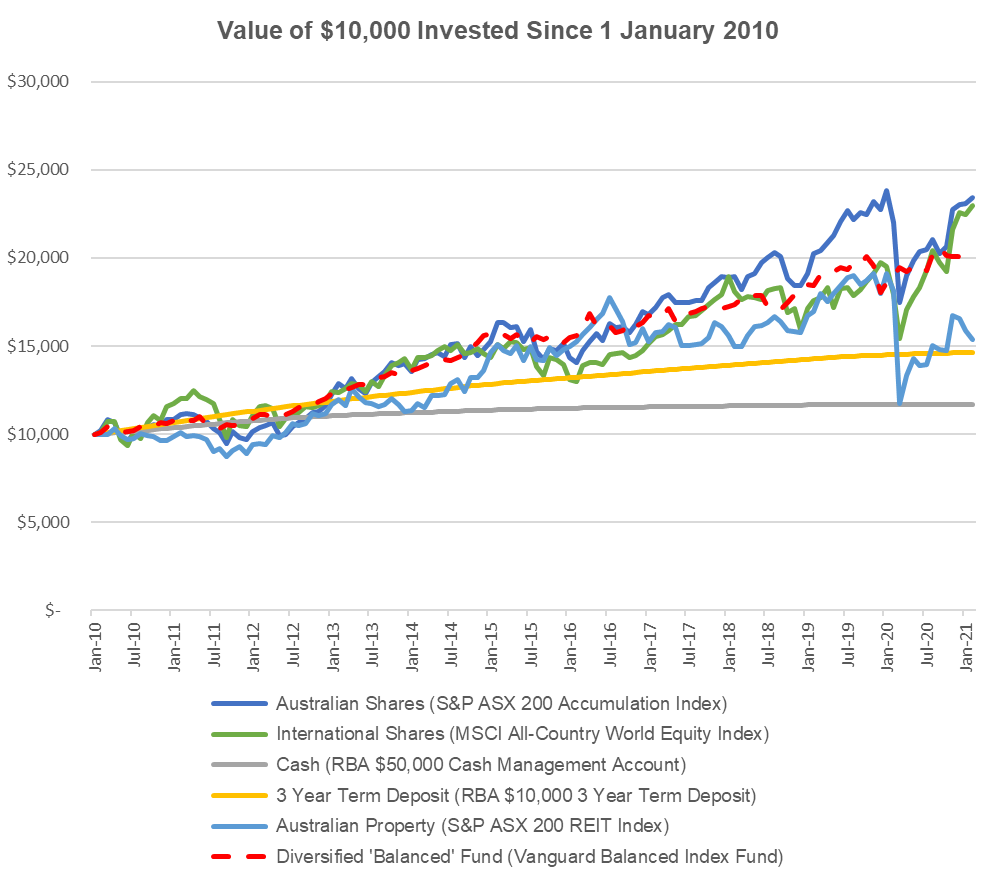 Value of $10,000 Invested Since 1 January 2010
$30,000
$25,000
$20,000
$15,000
$10,000
$5,000
$-
Jan-10
Jul-10
Jan-11
Jul-11
Jan-12
Jul-12
Jan-13
Jul-13
Jan-14
Jul-14
Jan-15
Jul-15
Jan-16
Jul-16
Jan-17
Jul-17
Jan-18
Jul-18
Jan-19
Jul-19
Jan-20
Jul-20
Jan-21
Australian Shares (S&P ASX 200 Accumulation Index)
International Shares (MSCI All-Country World Equity Index)
Cash (RBA $50,000 Cash Management Account)
3 Year Term Deposit (RBA $10,000 3 Year Term Deposit)
Australian Property (S&P ASX 200 REIT Index)
Diversified 'Balanced' Fund (Vanguard Balanced Index Fund)